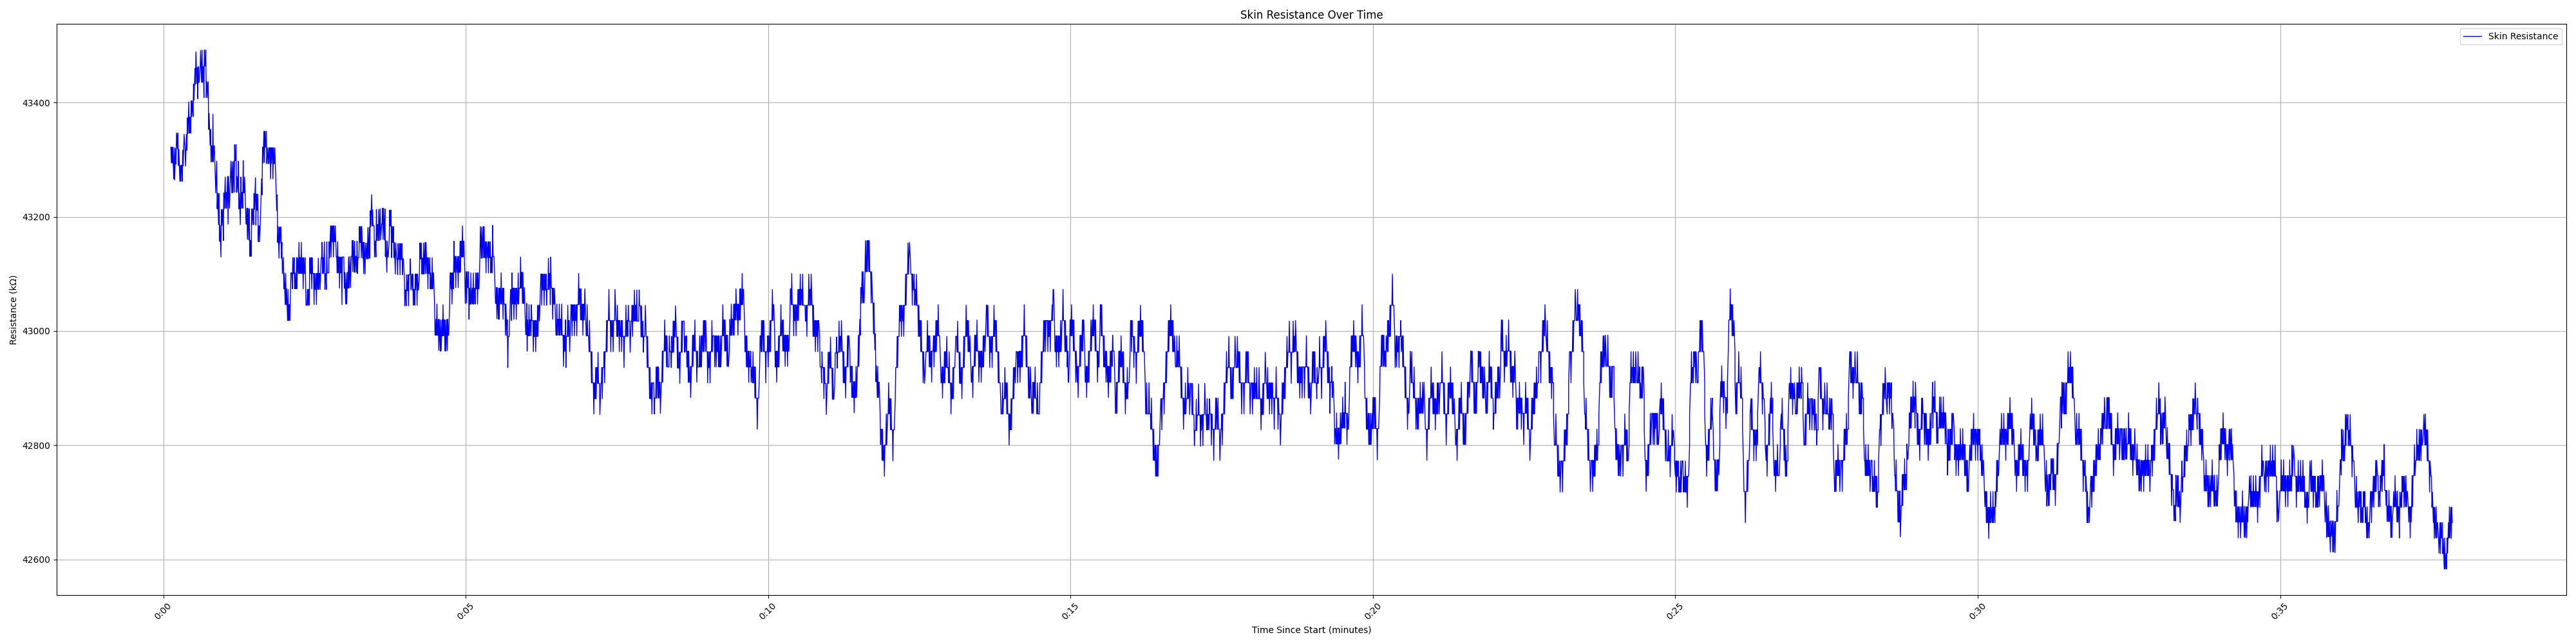 Skin Resistance Over Time
Skin Resistance
43400
43200
43000
42800
42600
Resistance (kΩ)
0:00 0:05 0:10 0:15 0:20 0:25 0:30 0:35
Time Since Start (minutes)